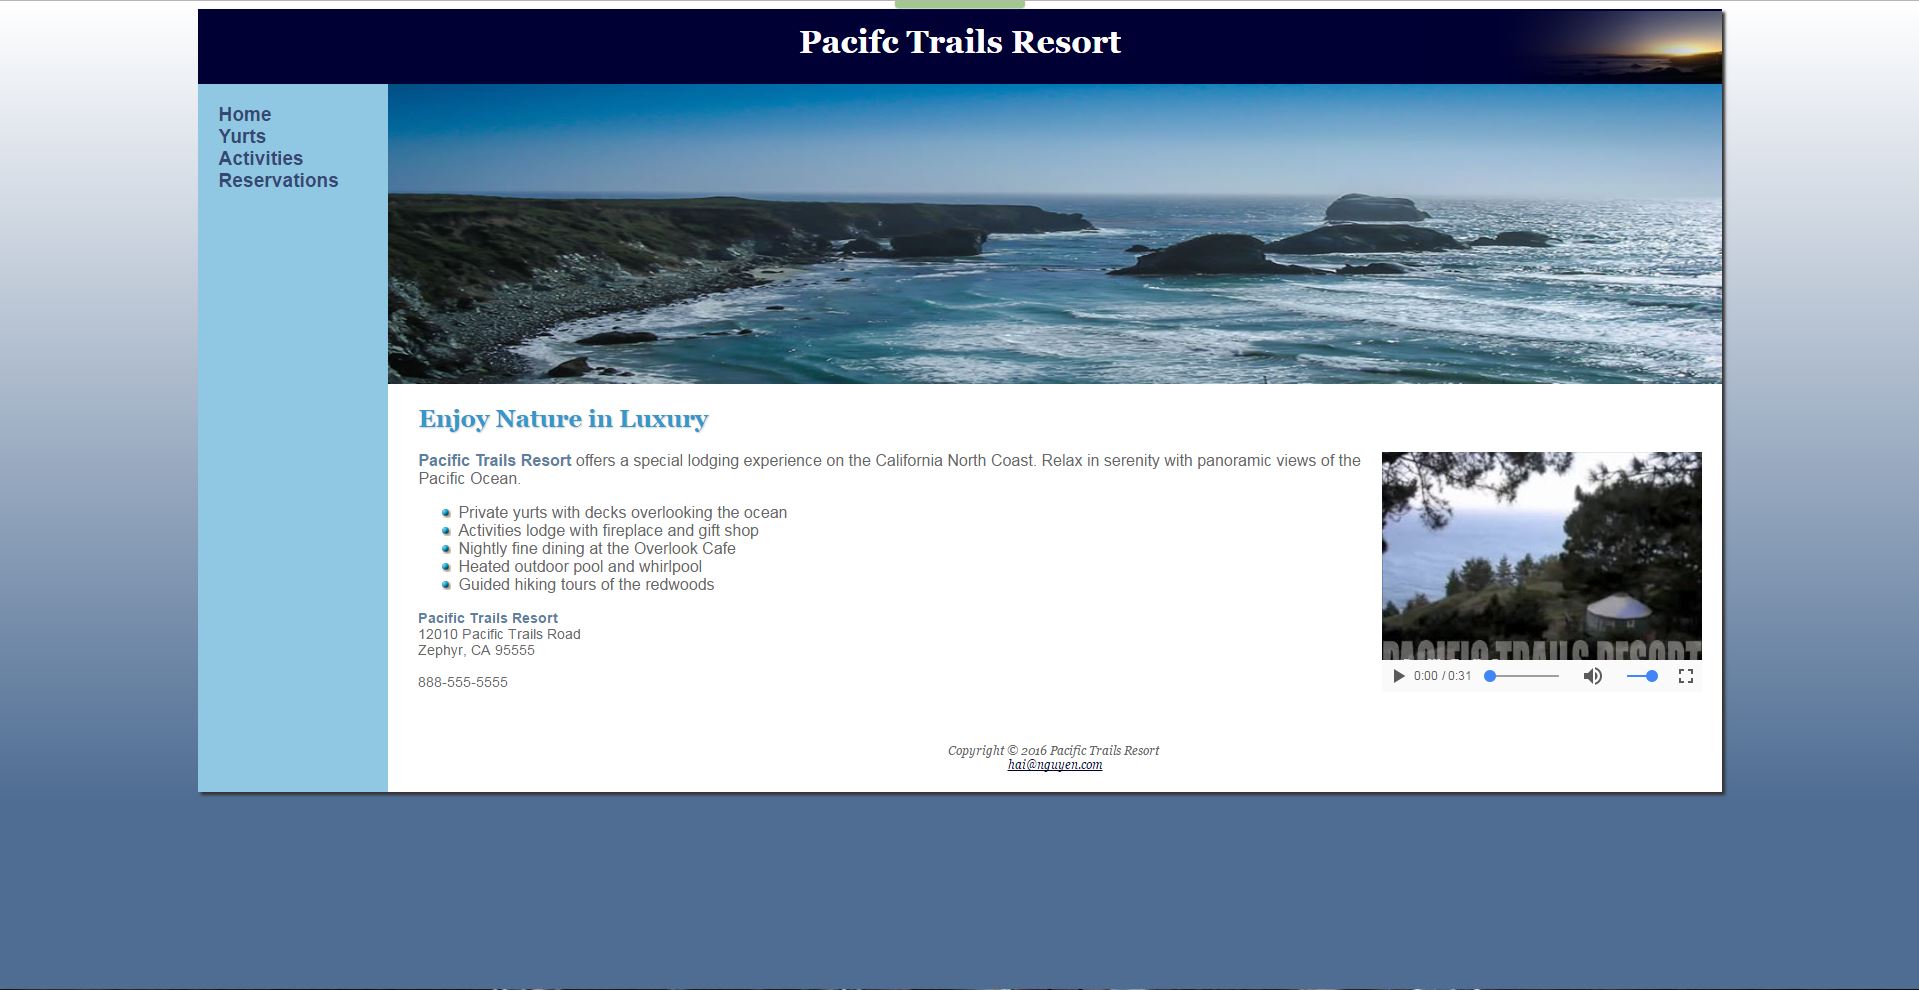 Pacifc Trails Resort
Home
Yurts
Activities
Reservations
Enjoy Nature in Luxury
Pacific Trails Resort offers a special lodging experience on the California North Coast. Relax in serenity with panoramic views of the
Pacific Ocean.
Private yurts with decks overlooking the ocean
Activities lodge with fireplace and gift shop
Nightly fine dining at the Overlook Cafe
Heated outdoor pool and whirlpool
Guided hiking tours of the redwoods
Pacific Trails Resort
12010 Pacific Trails Road
Zephyr, CA 95555
888-555-5555
PACIFIC TRAILS RESORT
0:00 / 0:31
Copyright © 2016 Pacific Trails Resort
hai@nguyen.com